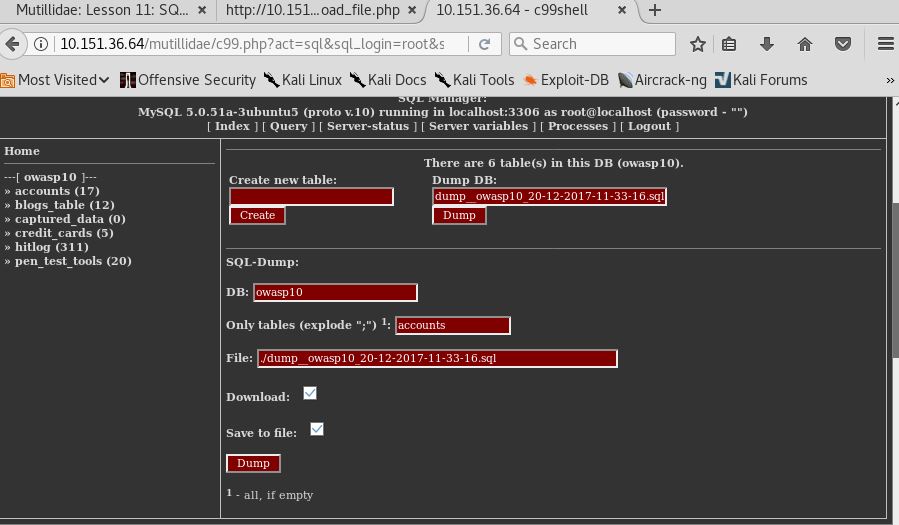 Mutillidae: Lesson 11: SQ... × http://10.151...oad_file.php × 10.151.36.64 - c99shell ×
10.151.36.64/mutillidae/c99.php?act=sql&sql_login=root&s
Search
Most Visited Offensive Security Kali Linux Kali Docs Kali Tools Exploit-DB Aircrack-ng Kali Forums »
SQL Manager:
MySQL 5.0.51a-3ubuntu5 (proto v.10) running in localhost:3306 as root@localhost (password - "")
[ Index ] [ Query ] [ Server-status ] [ Server variables ] [ Processes ] [ Logout ]
Home
---[ owasp10 ]---
» accounts (17)
» blogs_table (12)
» captured_data (0)
» credit_cards (5)
» hitlog (311)
» pen_test_tools (20)
There are 6 table(s) in this DB (owasp10).
Create new table:
Create
Dump DB:
dump__owasp10_20-12-2017-11-33-16.sql
Dump
SQL-Dump:
DB: owasp10
Only tables (explode ";") 1: accounts
File: ./dump__owasp10_20-12-2017-11-33-16.sql
Download:
Save to file:
Dump
1 - all, if empty